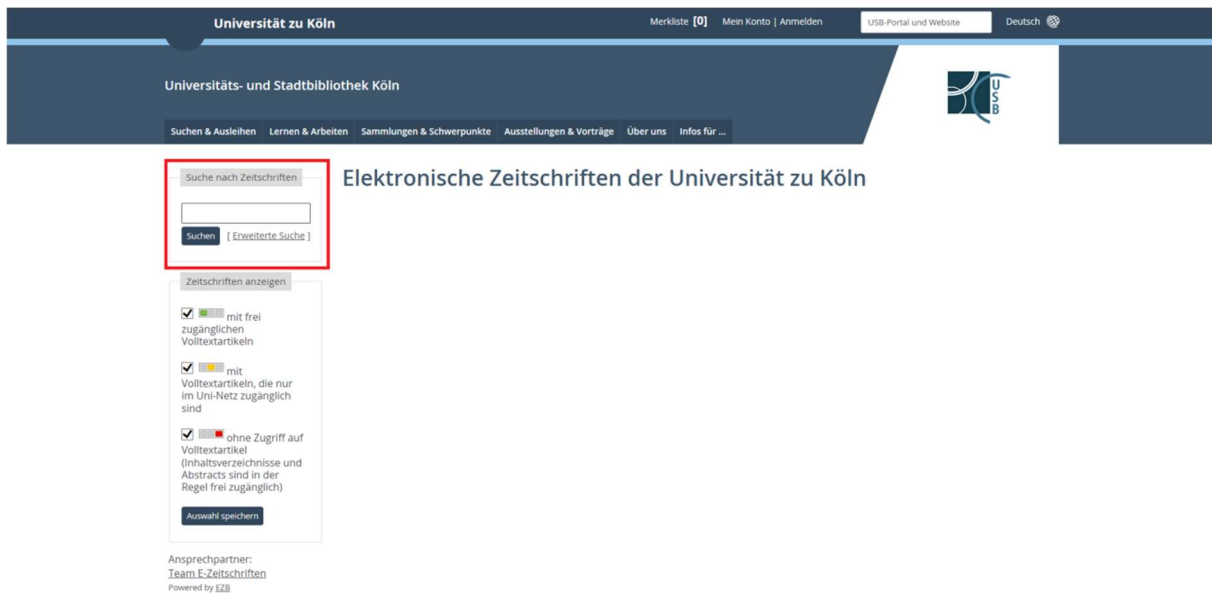 Universität zu Köln
Merkliste [0] Mein Konto | Anmelden
USB-Portal und Website
Deutsch
Universitäts- und Stadtbibliothek Köln
USB
Suchen & Ausleihen Lernen & Arbeiten Sammlungen & Schwerpunkte Ausstellungen & Vorträge Über uns Infos für ...
Suche nach Zeitschriften
Suchen [ Erweiterte Suche ]
Elektronische Zeitschriften der Universität zu Köln
Zeitschriften anzeigen
mit frei
zugänglichen
Volltextartikeln
mit
Volltextartikeln, die nur
im Uni-Netz zugänglich
sind
ohne Zugriff auf
Volltextartikel
(Inhaltsverzeichnisse und
Abstracts sind in der
Regel frei zugänglich)
Auswahl speichern
Ansprechpartner:
Team E-Zeitschriften
Powered by EZB